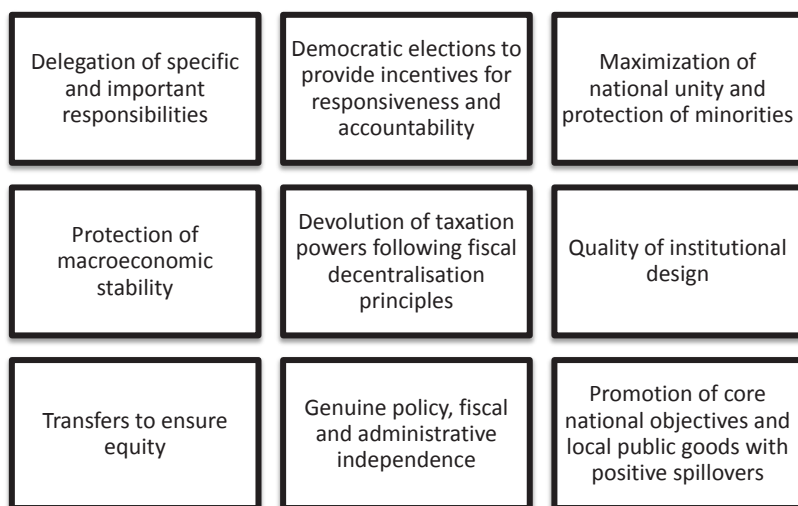 Delegation of specific
and important
responsibilities
Democratic elections to
provide incentives for
responsiveness and
accountability
Maximization of
national unity and
protection of minorities
Protection of
macroeconomic
stability
Devolution of taxation
powers following fiscal
decentralisation
principles
Quality of institutional
design
Transfers to ensure
equity
Genuine policy, fiscal
and administrative
independence
Promotion of core
national objectives and
local public goods with
positive spillovers